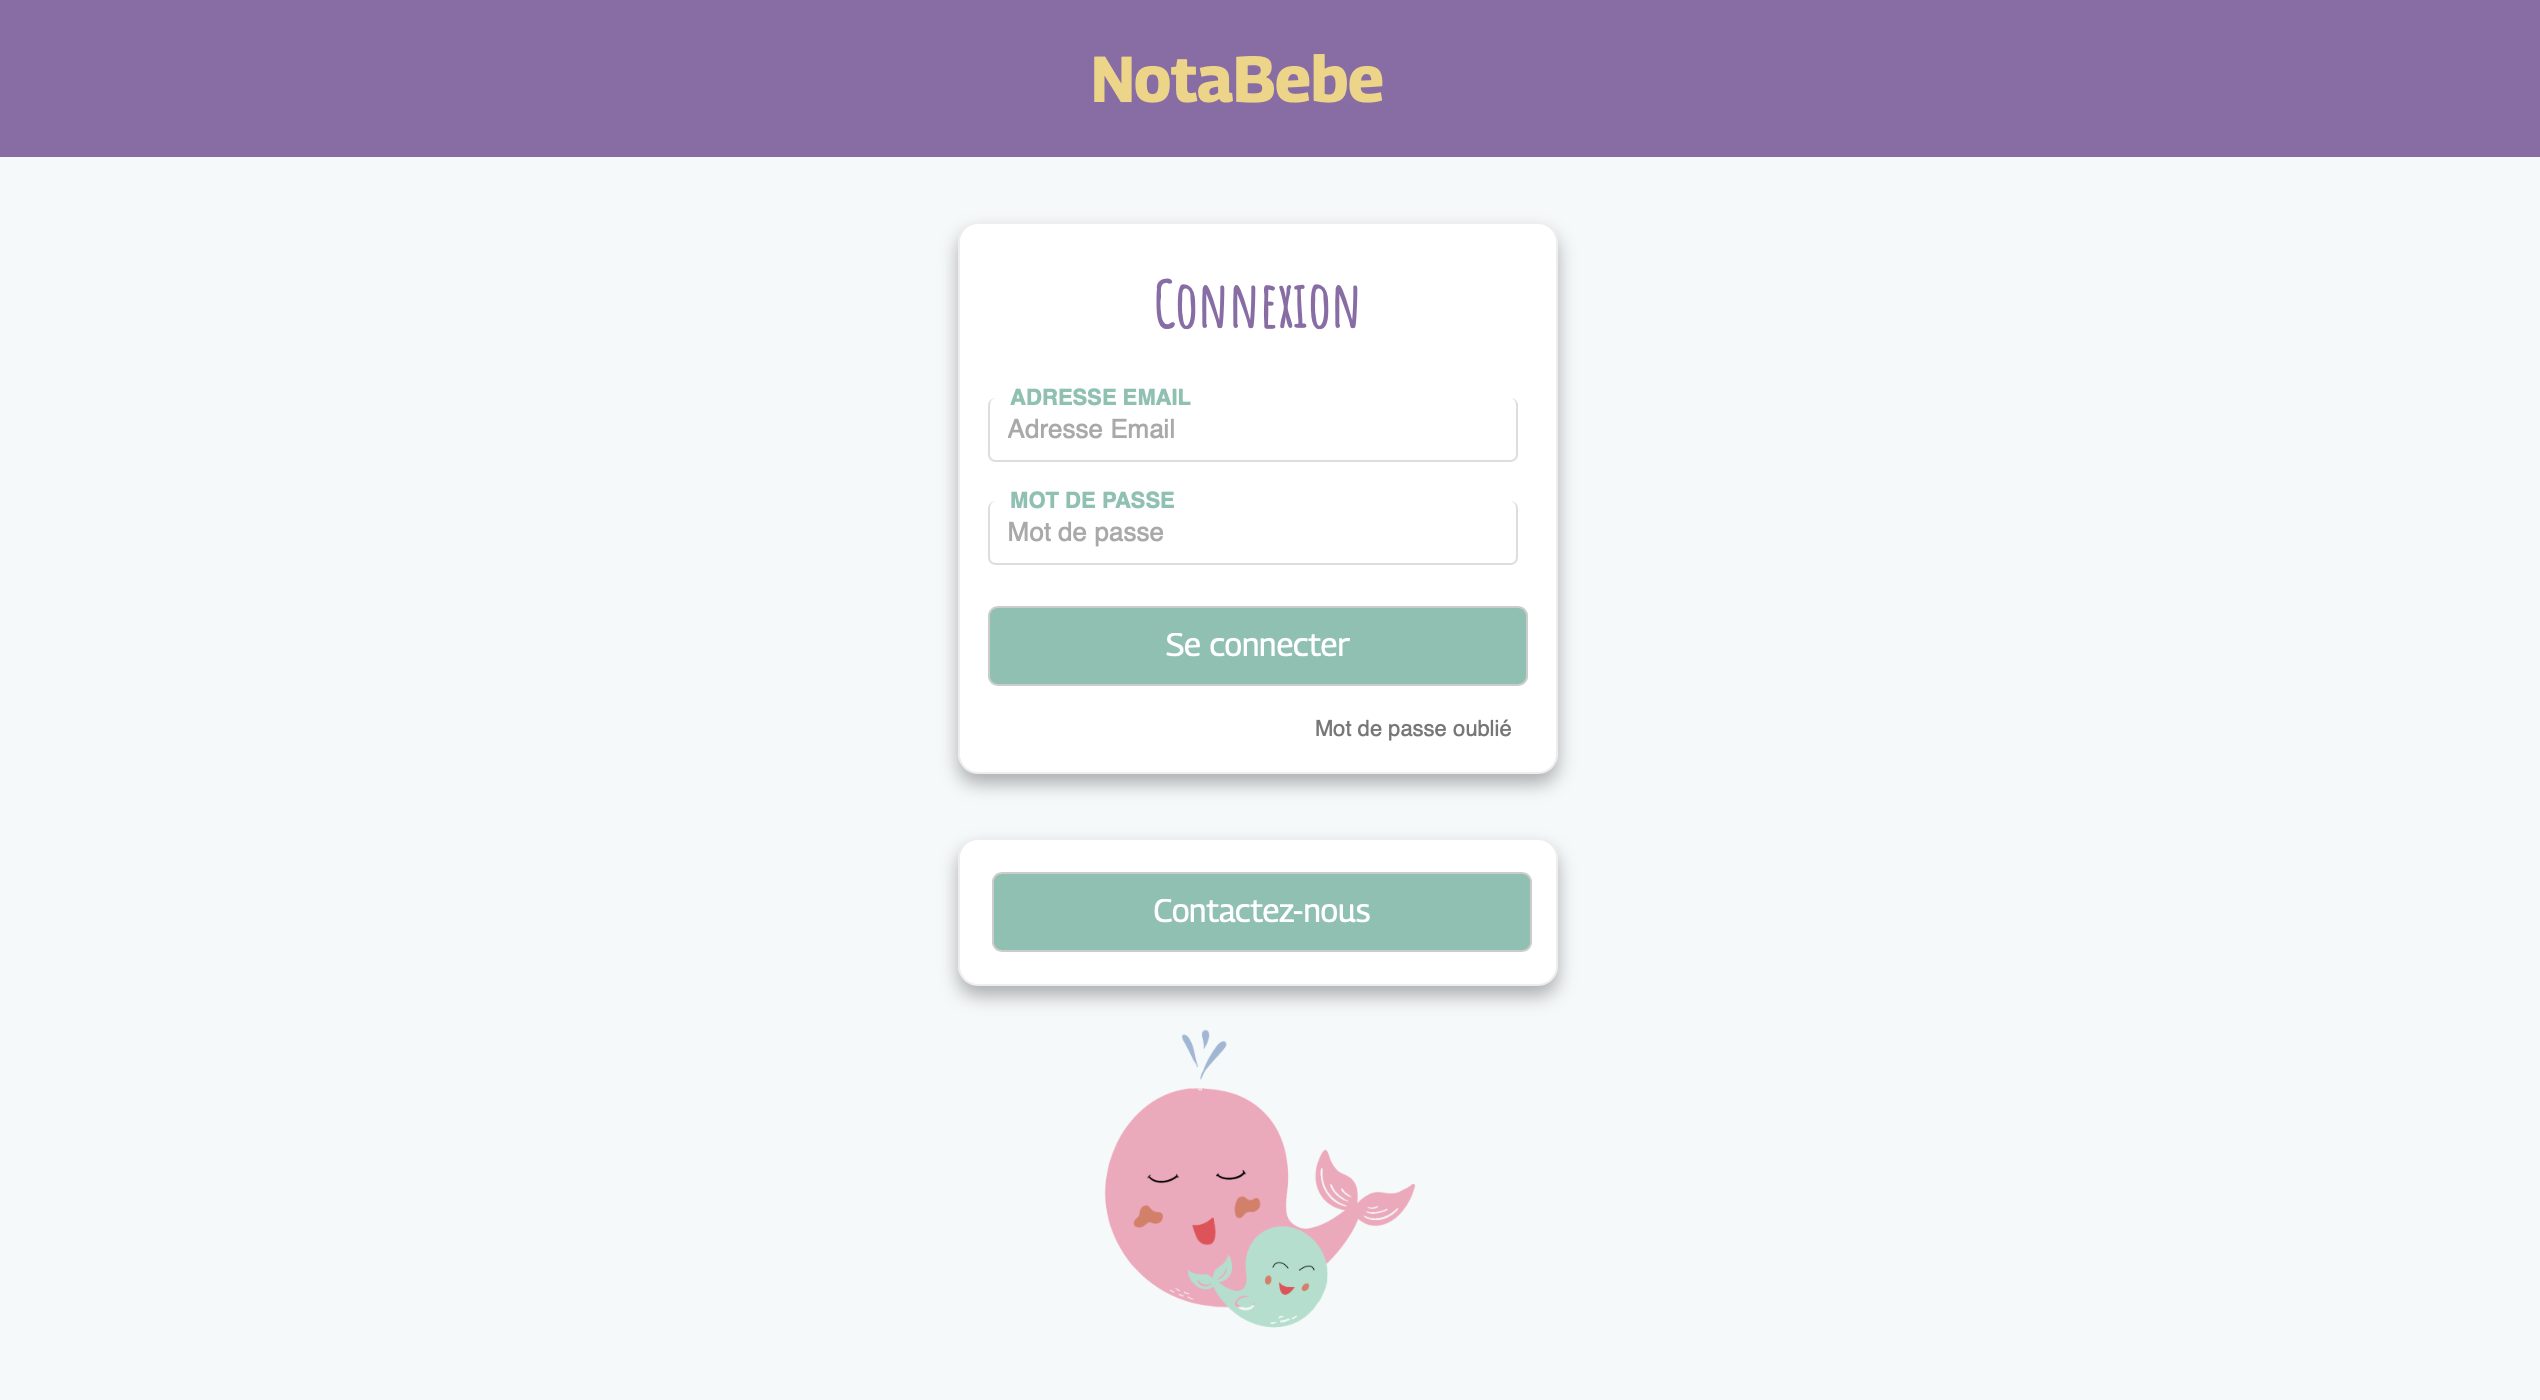 NotaBebe
Connexion
ADRESSE EMAIL
Adresse Email
MOT DE PASSE
Mot de passe
Se connecter
Mot de passe oublié
Contactez-nous